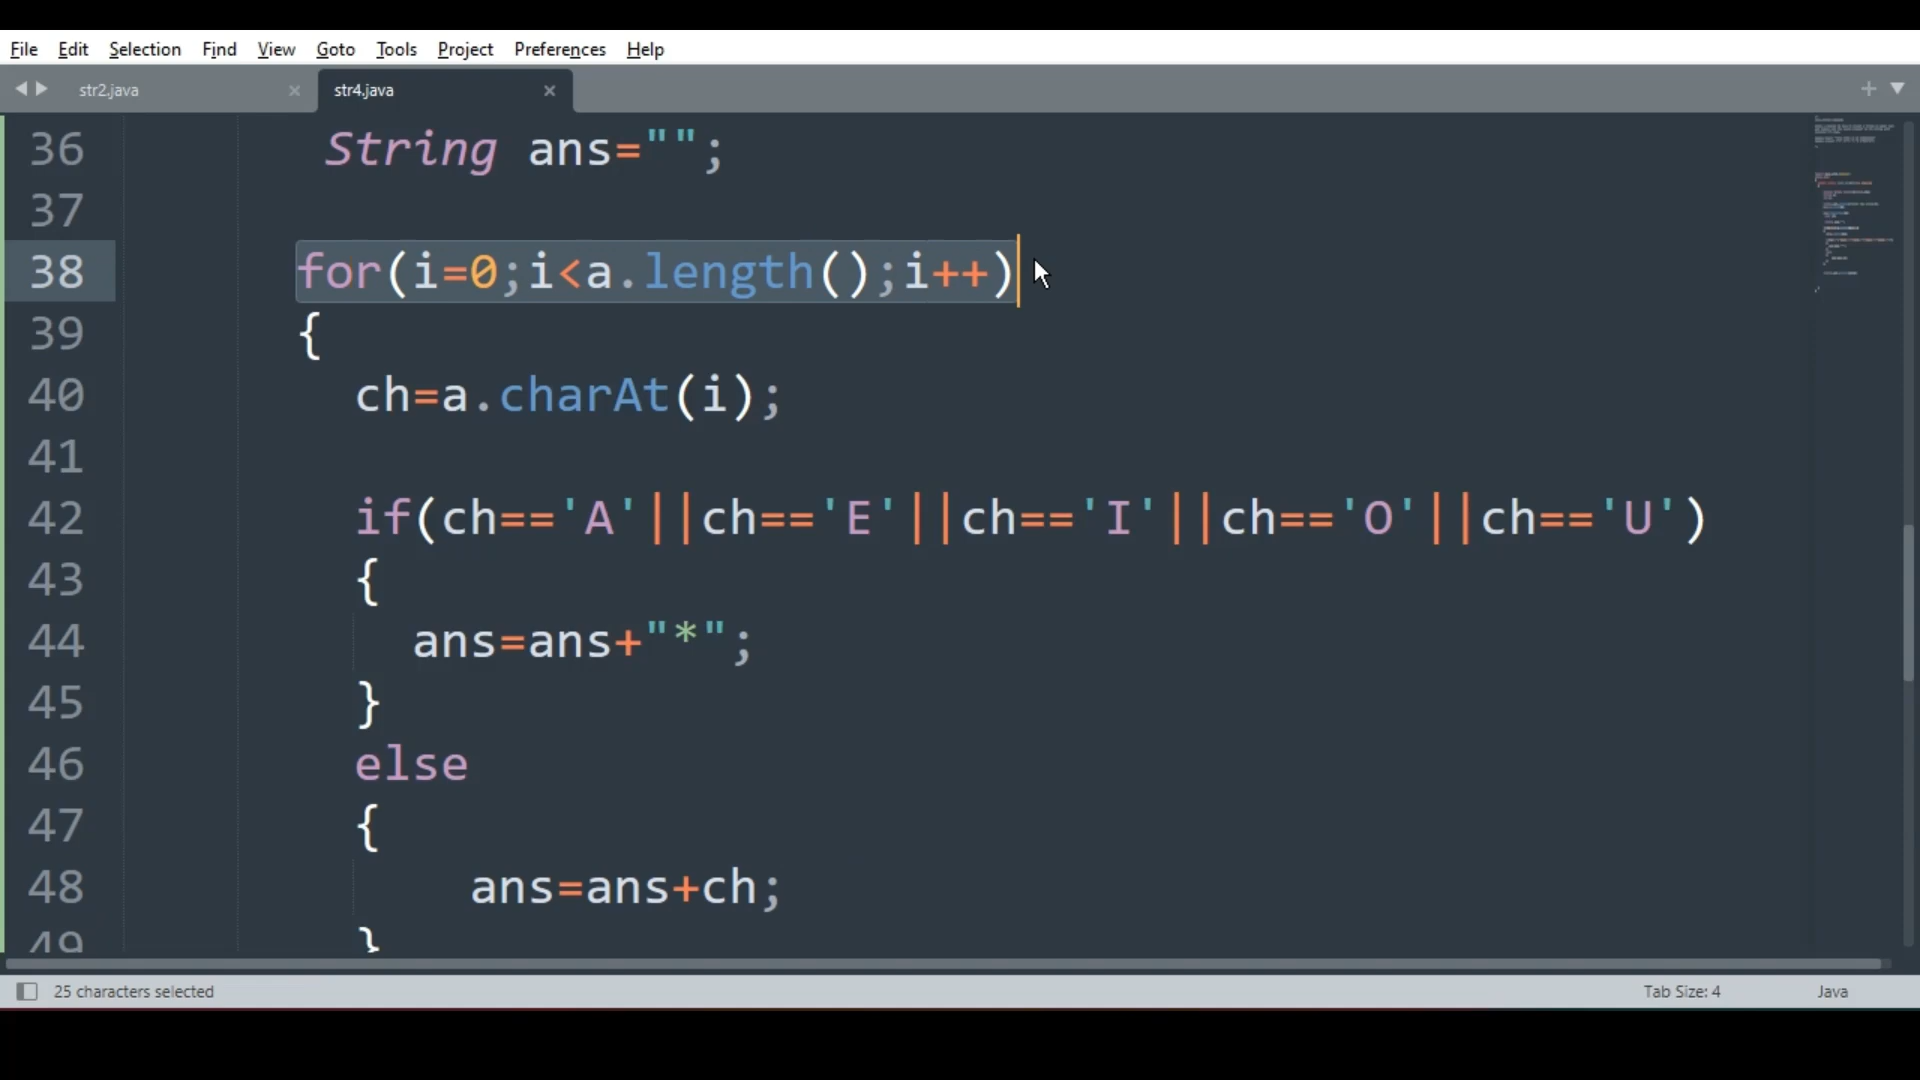 File Edit Selection Find View Goto Tools Project Preferences Help
str2.java str4.java
36 String ans="";
37
38 for(i=0;i<a.length();i++)
39 {
40 ch=a.charAt(i);
41
42 if(ch=='A'||ch=='E'||ch=='I'||ch=='O'||ch=='U')
43 {
44 ans=ans+"*";
45 }
46 else
47 {
48 ans=ans+ch;
49 }
25 characters selected Tab Size: 4 Java